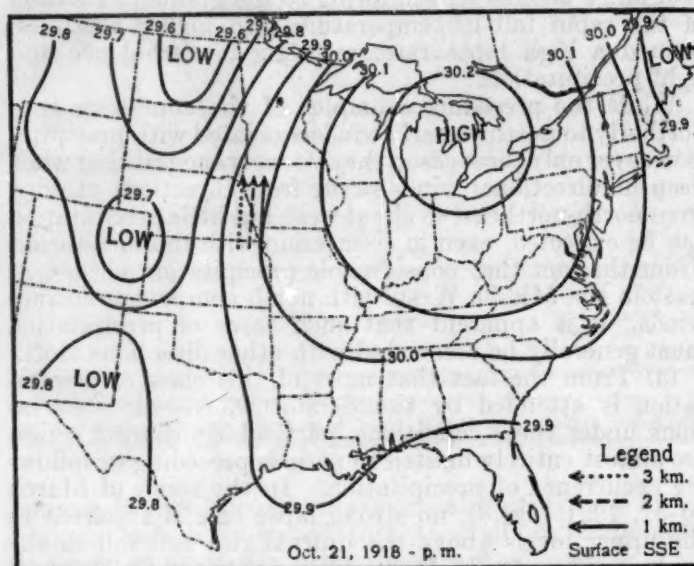 29.8 29.7 29.6 29.6 29.7 29.8 29.9 30.0 30.1 30.2 30.1 30.0 29.9
LOW LOW
HIGH
29.9
29.7
LOW
30.0
29.8 LOW
29.9
29.8
29.9
Legend
3 km.
2 km.
1 km.
Surface SSE
Oct. 21, 1918 - p.m.